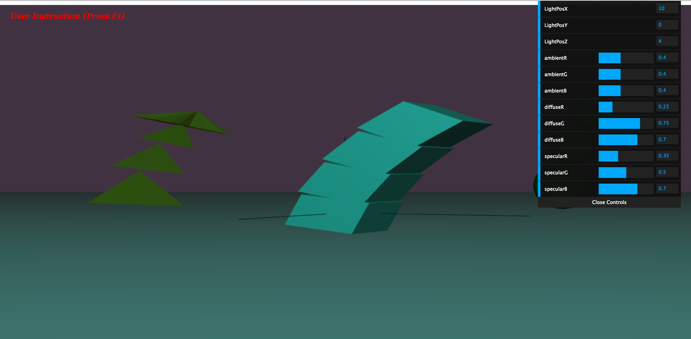 User Instruction (Press F1)
LightPosX 10
LightPosY 0
LightPosZ 4
ambientR 0.4
ambientG 0.4
ambientB 0.4
diffuseR 0.25
diffuseG 0.75
diffuseB 0.7
specularR 0.35
specularG 0.5
specularB 0.7
Close Controls